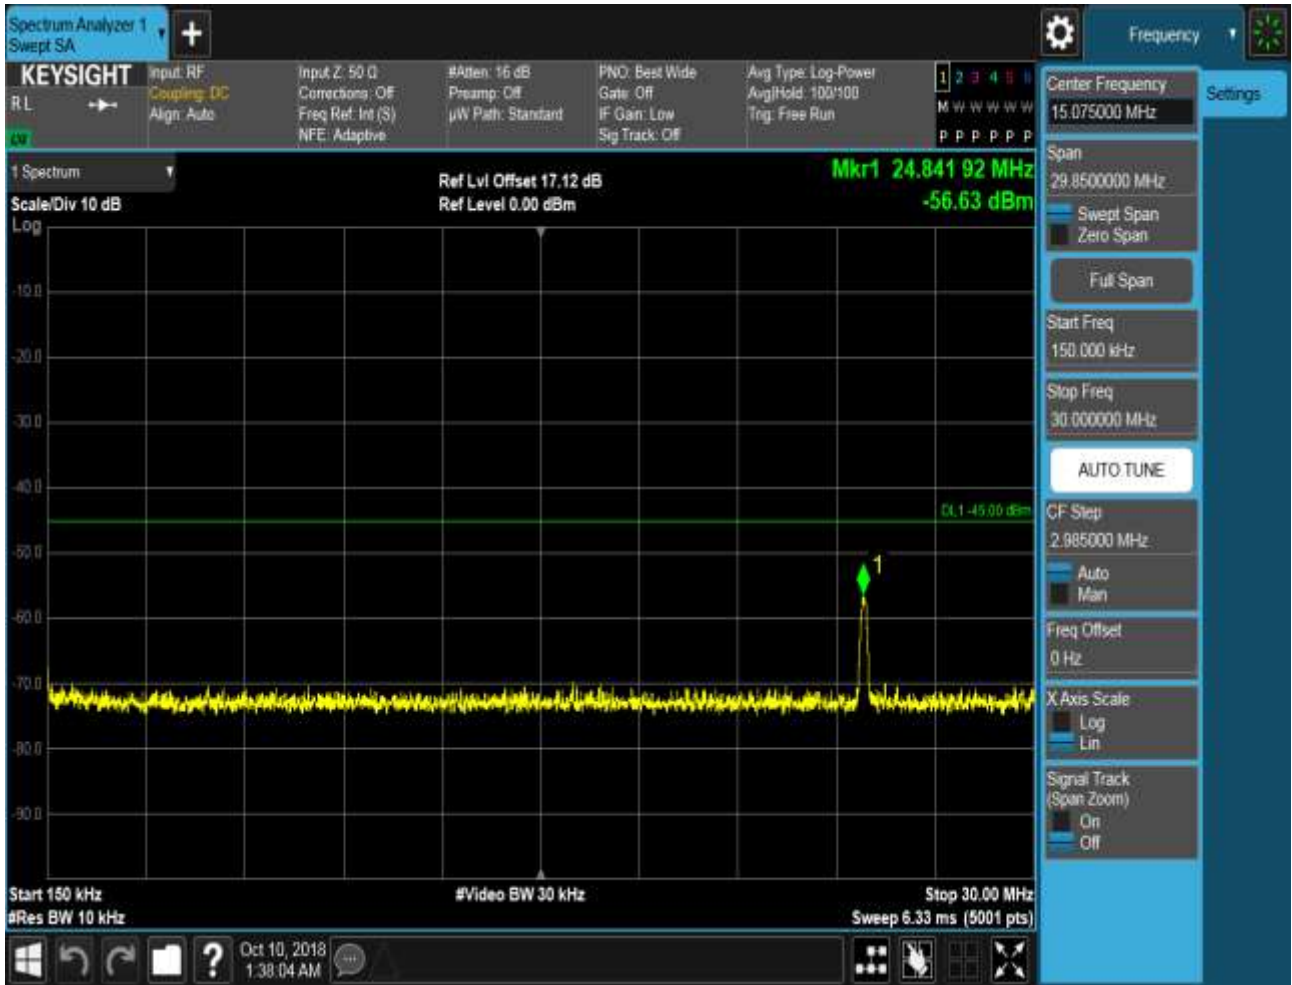 Spectrum Analyzer 1
Swept SA
Frequency
KEYSIGHT
RL
Input: RF
Coupling: DC
Align: Auto
Input Z: 50 Ω
Corrections: Off
Freq Ref: Int (S)
NFE: Adaptive
#Atten: 16 dB
Preamp: Off
µW Path: Standard
PNO: Best Wide
Gate: Off
IF Gain: Low
Sig Track: Off
Avg Type: Log-Power
Avg|Hold: 100/100
Trig: Free Run
1 2 3 4 5 6
M W W W W W
P P P P P P
1 Spectrum
Scale/Div 10 dB
Log
Ref Lvl Offset 17.12 dB
Ref Level 0.00 dBm
Mkr1 24.841 92 MHz
-56.63 dBm
-10.0
-20.0
-30.0
-40.0
-50.0
-60.0
-70.0
-80.0
-90.0
DL1 -45.00 dBm
1
Start 150 kHz
#Res BW 10 kHz
#Video BW 30 kHz
Stop 30.00 MHz
Sweep 6.33 ms (5001 pts)
Oct 10, 2018
1:38:04 AM
Center Frequency
15.075000 MHz
Settings
Span
29.8500000 MHz
Swept Span
Zero Span
Full Span
Start Freq
150.000 kHz
Stop Freq
30.000000 MHz
AUTO TUNE
CF Step
2.985000 MHz
Auto
Man
Freq Offset
0 Hz
X Axis Scale
Log
Lin
Signal Track
(Span Zoom)
On
Off